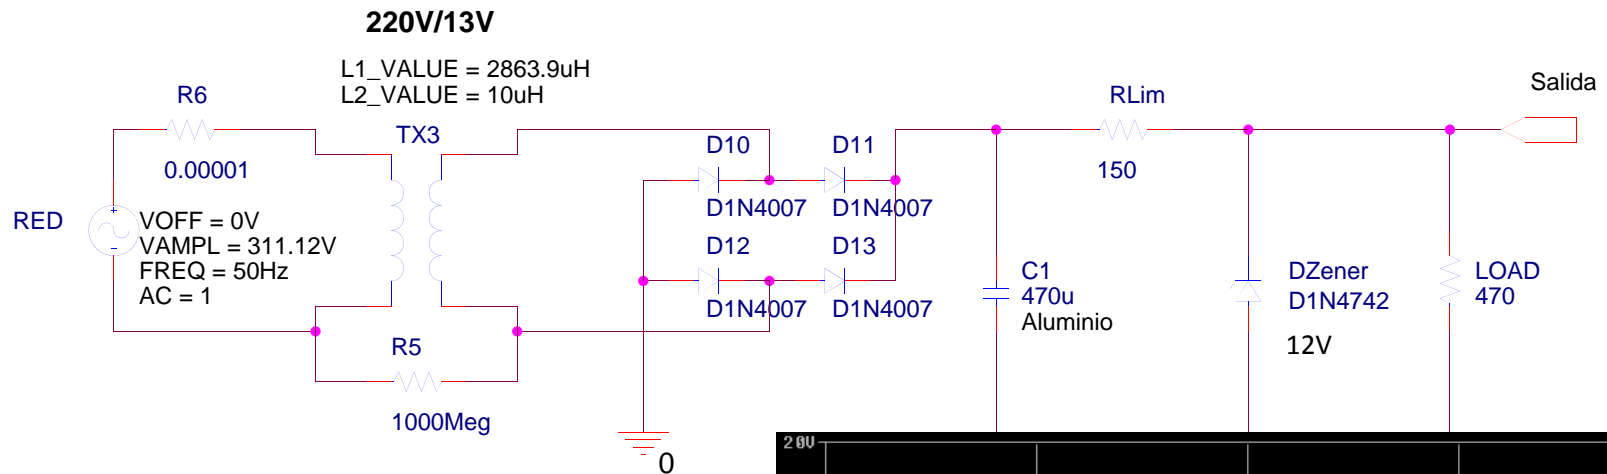 220V/13V
L1_VALUE = 2863.9uH
L2_VALUE = 10uH
R6
0.00001
TX3
RED
VOFF = 0V
VAMPL = 311.12V
FREQ = 50Hz
AC = 1
R5
1000Meg
D10
D1N4007
D11
D1N4007
D12
D1N4007
D13
D1N4007
0
C1
470u
Aluminio
RLim
150
DZener
D1N4742
12V
LOAD
470
Salida
20V